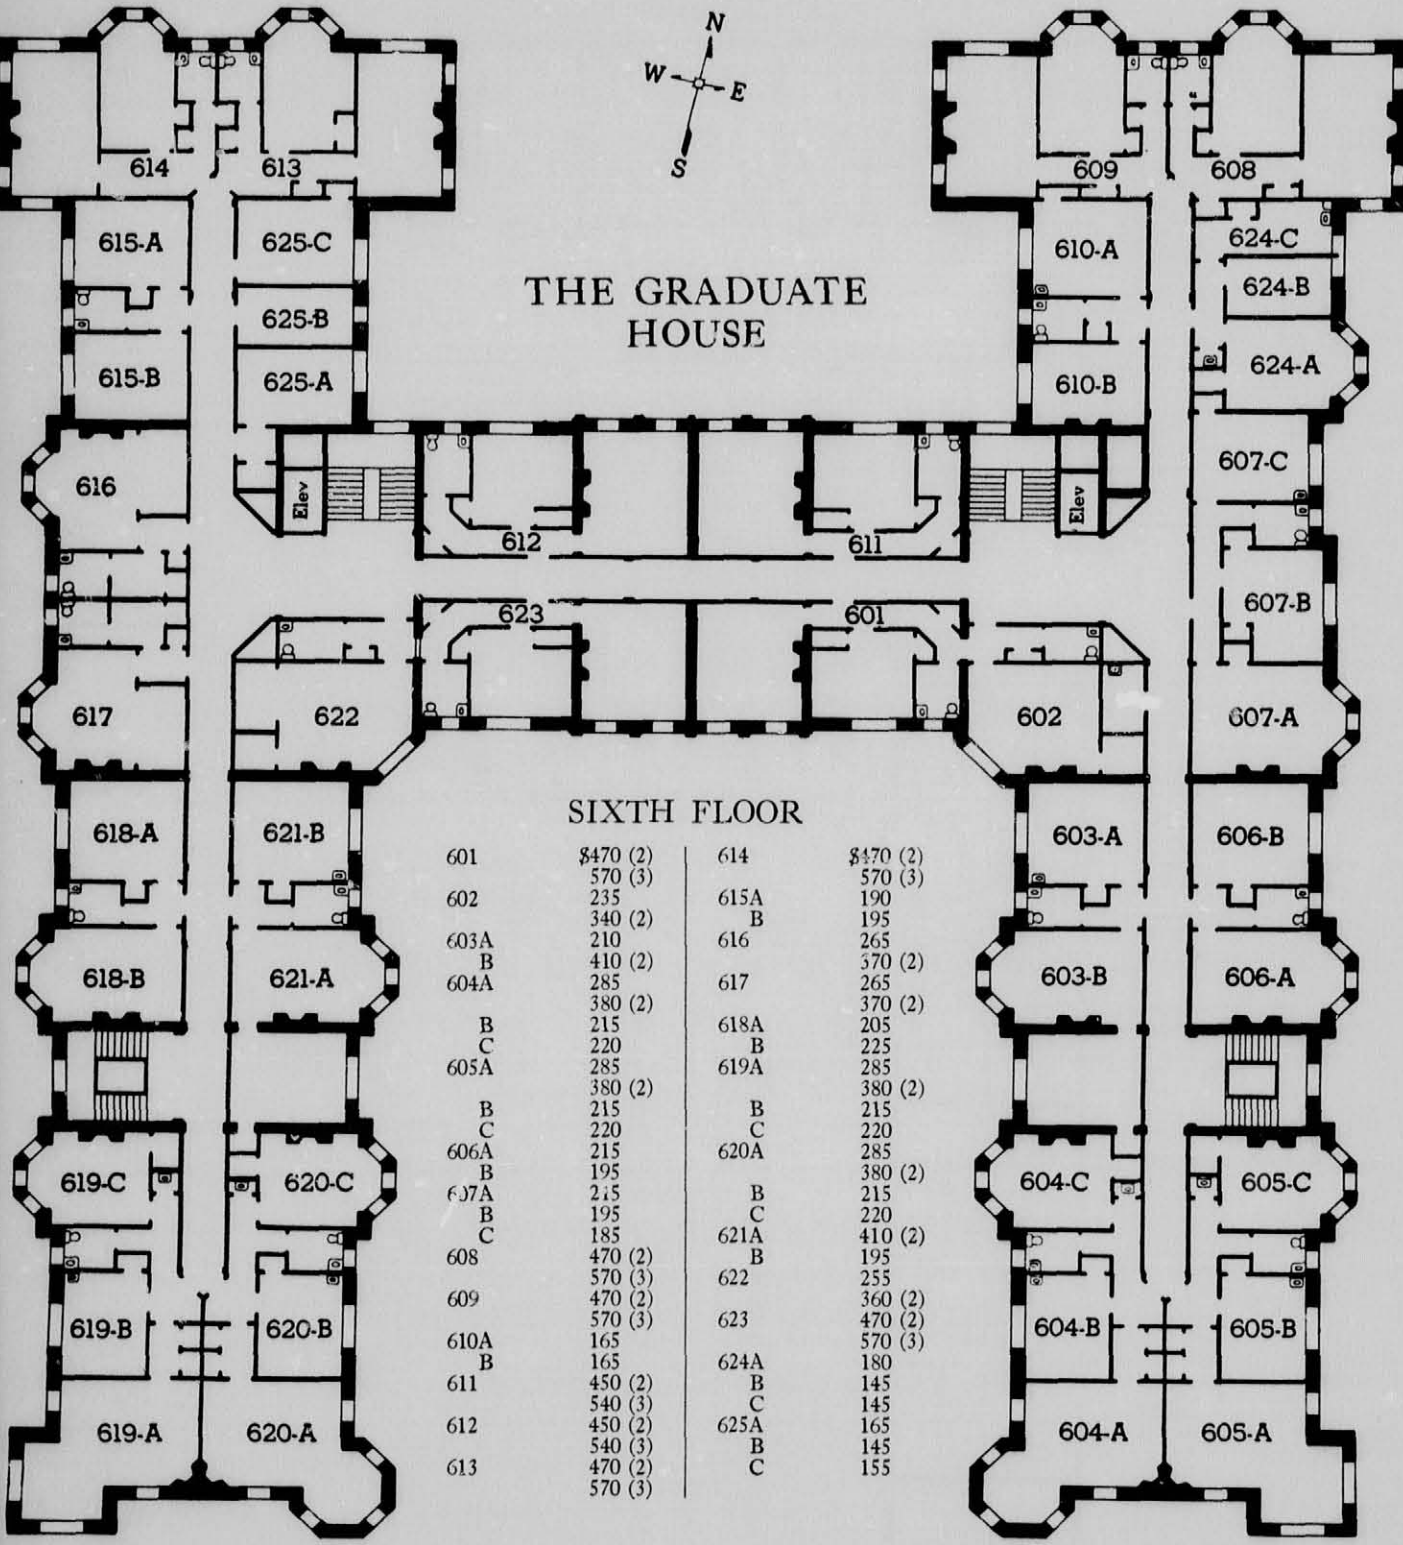 N
W E
S
614 613 609 608
615-A 625-C 610-A 624-C
625-B 624-B
615-B 625-A 610-B 624-A
THE GRADUATE
HOUSE
616 Elev Elev 607-C
612 611
623 601 607-B
617 622 602 607-A
618-A 621-B 603-A 606-B
618-B 621-A 603-B 606-A
619-C 620-C 604-C 605-C
619-B 620-B 604-B 605-B
619-A 620-A 604-A 605-A
SIXTH FLOOR
601 $470 (2)
570 (3)
602 235
340 (2)
603A 210
B 410 (2)
604A 285
380 (2)
B 215
C 220
605A 285
380 (2)
B 215
C 220
606A 215
B 195
607A 215
B 195
C 185
608 470 (2)
570 (3)
609 470 (2)
570 (3)
610A 165
B 165
611 450 (2)
540 (3)
612 450 (2)
540 (3)
613 470 (2)
570 (3)
614 $470 (2)
570 (3)
615A 190
B 195
616 265
370 (2)
617 265
370 (2)
618A 205
B 225
619A 285
380 (2)
B 215
C 220
620A 285
380 (2)
B 215
C 220
621A 410 (2)
B 195
622 255
360 (2)
623 470 (2)
570 (3)
624A 180
B 145
C 145
625A 165
B 145
C 155